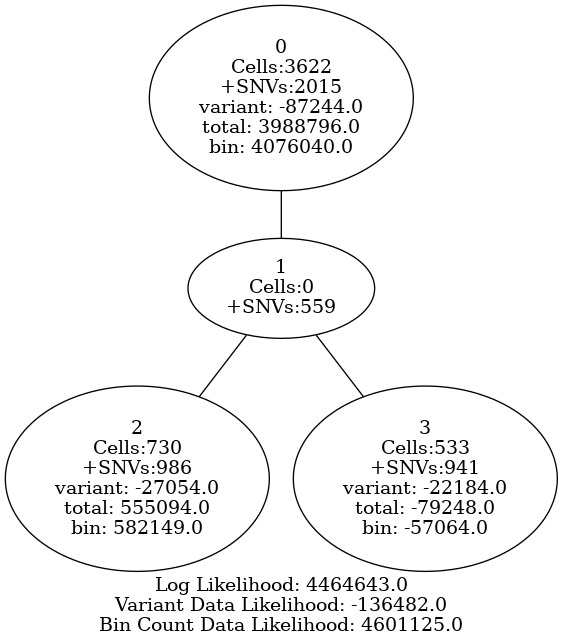 0
Cells:3622
+SNVs:2015
variant: -87244.0
total: 3988796.0
bin: 4076040.0
1
Cells:0
+SNVs:559
2
Cells:730
+SNVs:986
variant: -27054.0
total: 555094.0
bin: 582149.0
3
Cells:533
+SNVs:941
variant: -22184.0
total: -79248.0
bin: -57064.0
Log Likelihood: 4464643.0
Variant Data Likelihood: -136482.0
Bin Count Data Likelihood: 4601125.0